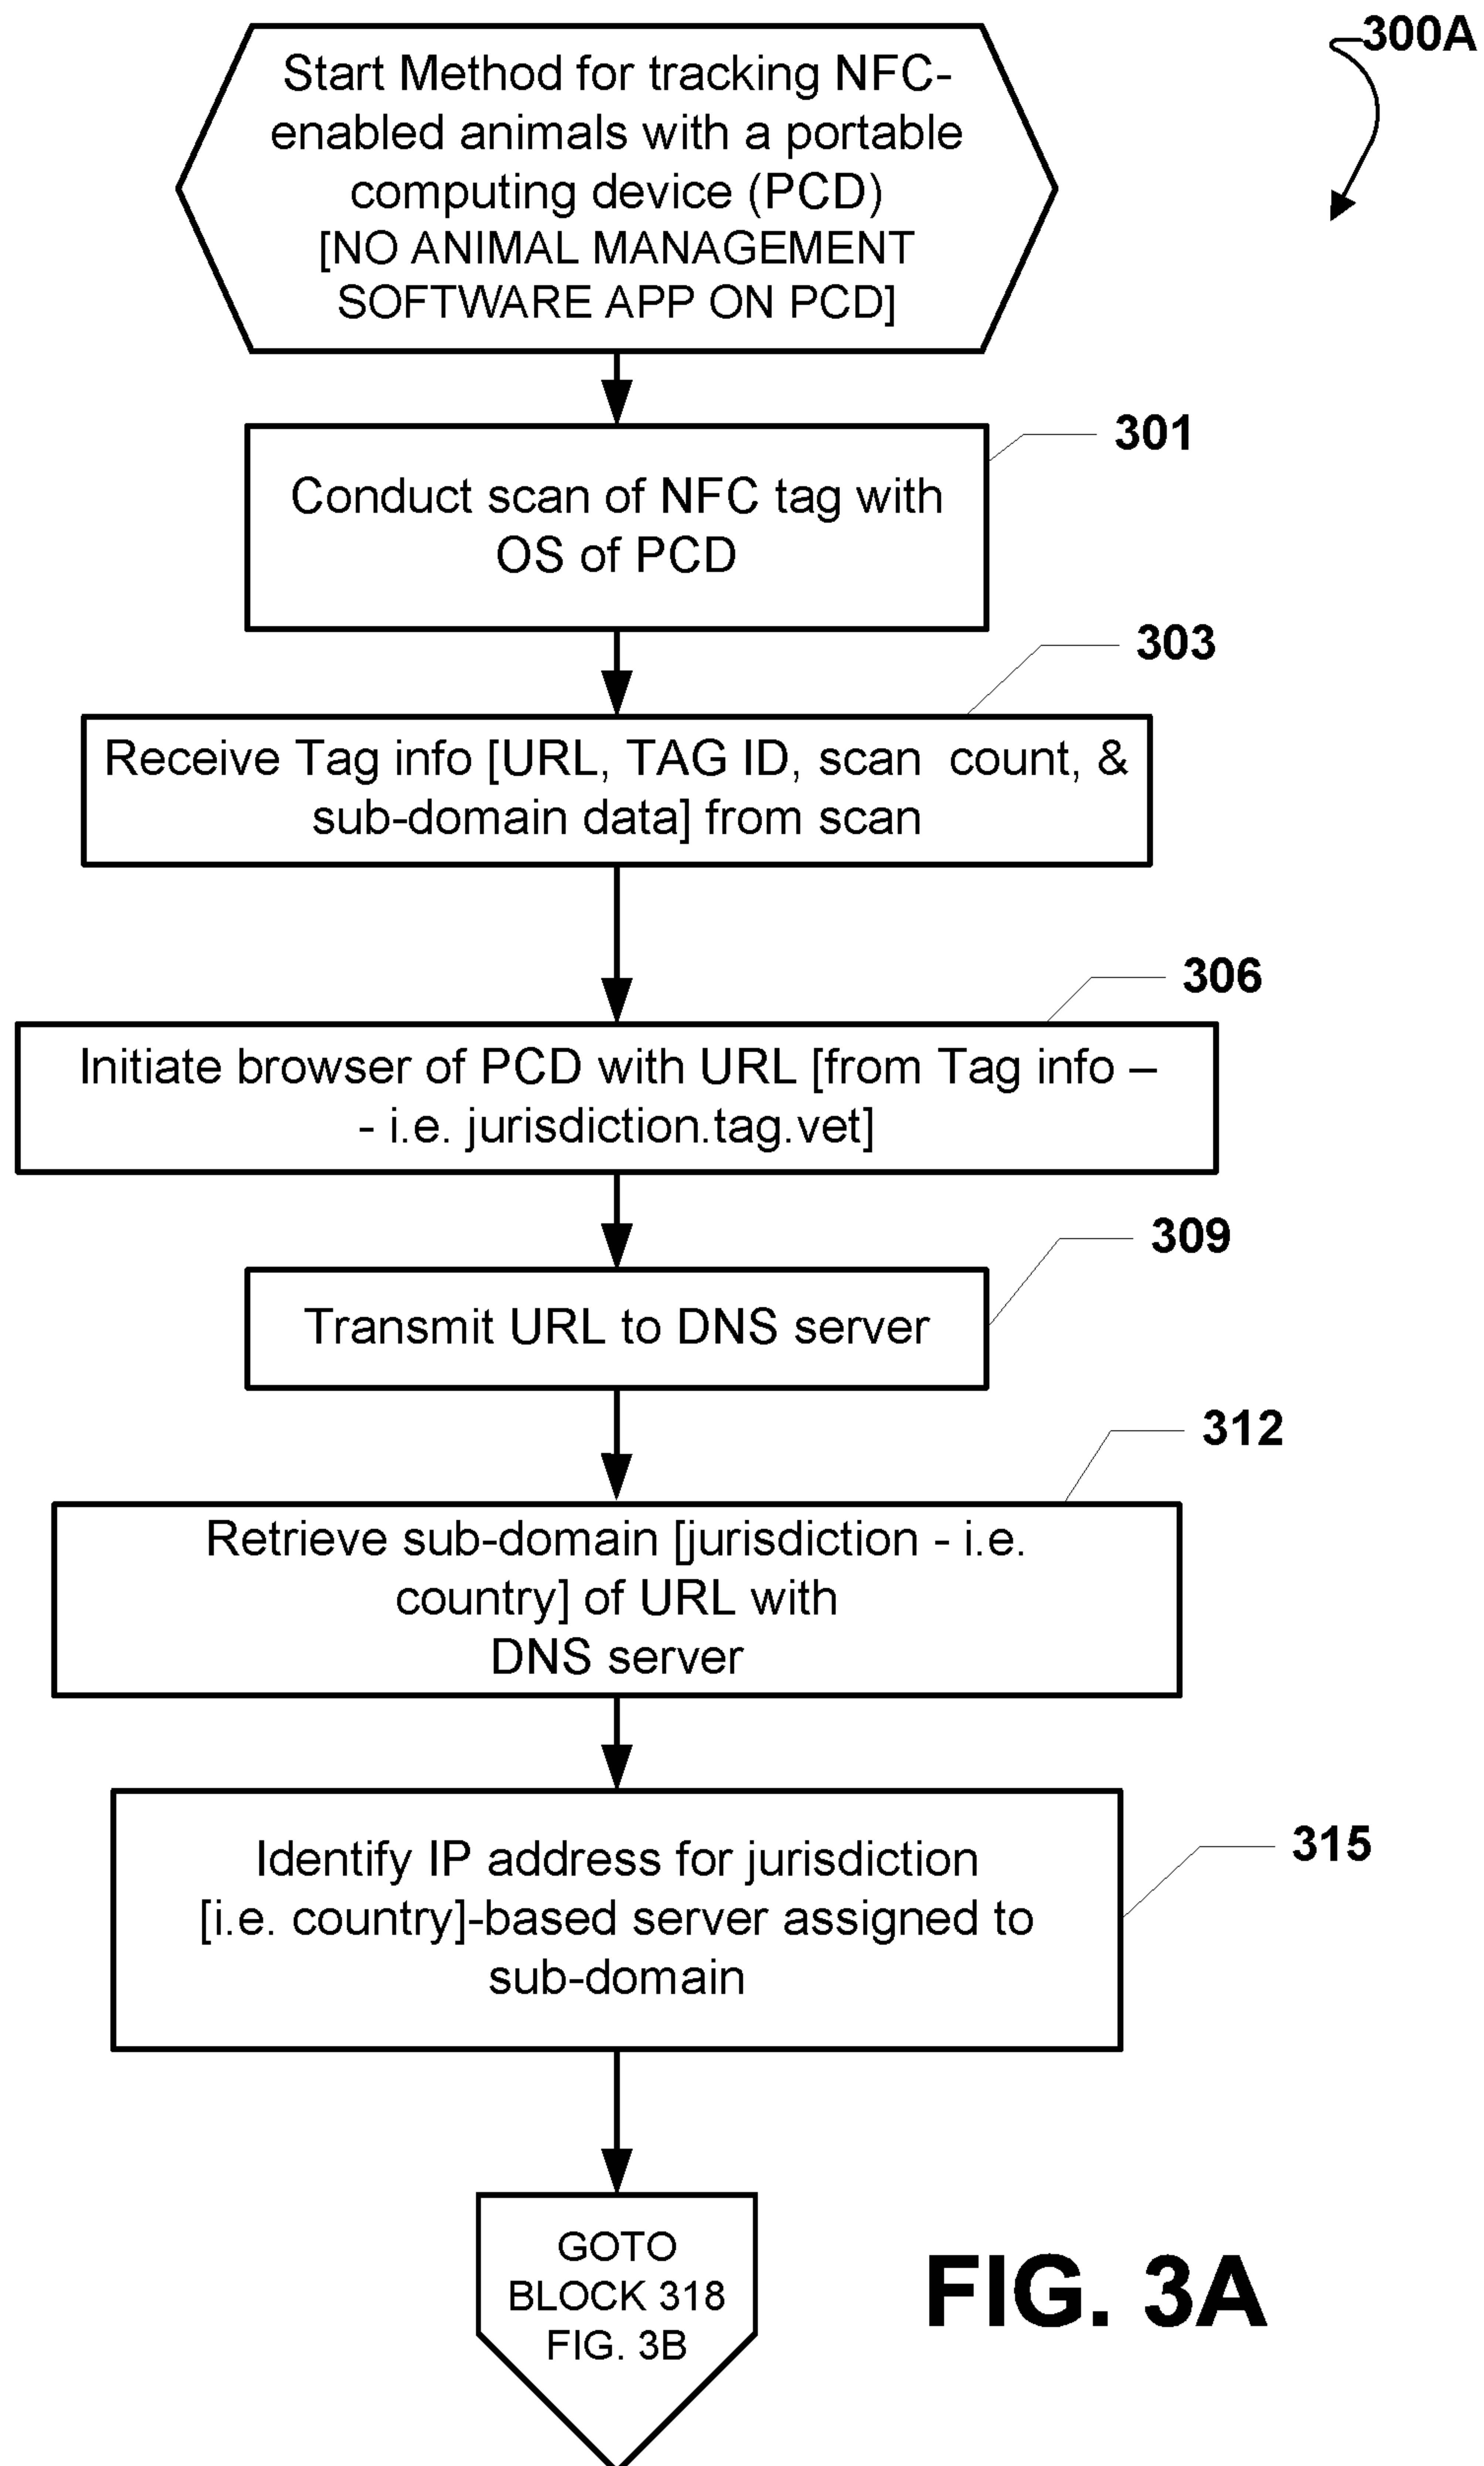 300A
Start Method for tracking NFC-
enabled animals with a portable
computing device (PCD)
[NO ANIMAL MANAGEMENT
SOFTWARE APP ON PCD]
301
Conduct scan of NFC tag with
OS of PCD
303
Receive Tag info [URL, TAG ID, scan count, &
sub-domain data] from scan
306
Initiate browser of PCD with URL [from Tag info –
- i.e. jurisdiction.tag.vet]
309
Transmit URL to DNS server
312
Retrieve sub-domain [jurisdiction - i.e.
country] of URL with
DNS server
315
Identify IP address for jurisdiction
[i.e. country]-based server assigned to
sub-domain
GOTO
BLOCK 318
FIG. 3B
FIG. 3A